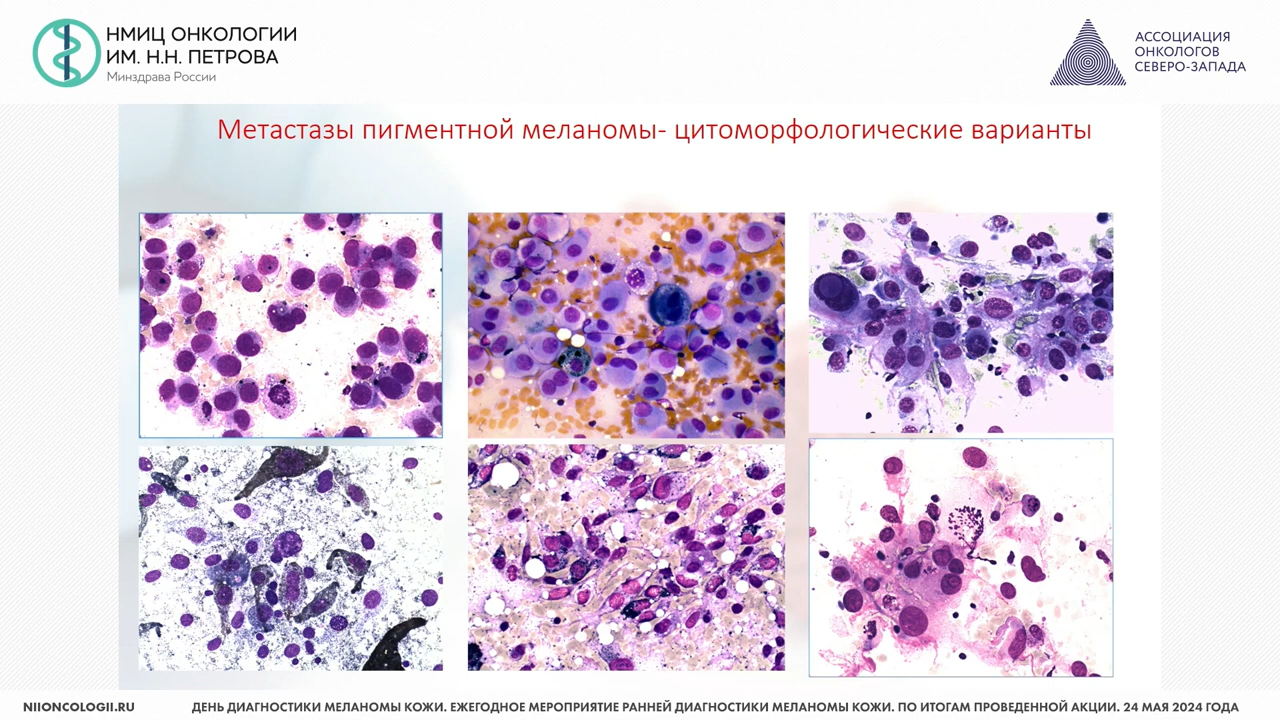 НМИЦ ОНКОЛОГИИ
ИМ. Н.Н. ПЕТРОВА
Минздрава России
АССОЦИАЦИЯ
ОНКОЛОГОВ
СЕВЕРО-ЗАПАДА
Метастазы пигментной меланомы- цитоморфологические варианты
NIIONCOLOGII.RU
ДЕНЬ ДИАГНОСТИКИ МЕЛАНОМЫ КОЖИ. ЕЖЕГОДНОЕ МЕРОПРИЯТИЕ РАННЕЙ ДИАГНОСТИКИ МЕЛАНОМЫ КОЖИ. ПО ИТОГАМ ПРОВЕДЕННОЙ АКЦИИ. 24 МАЯ 2024 ГОДА